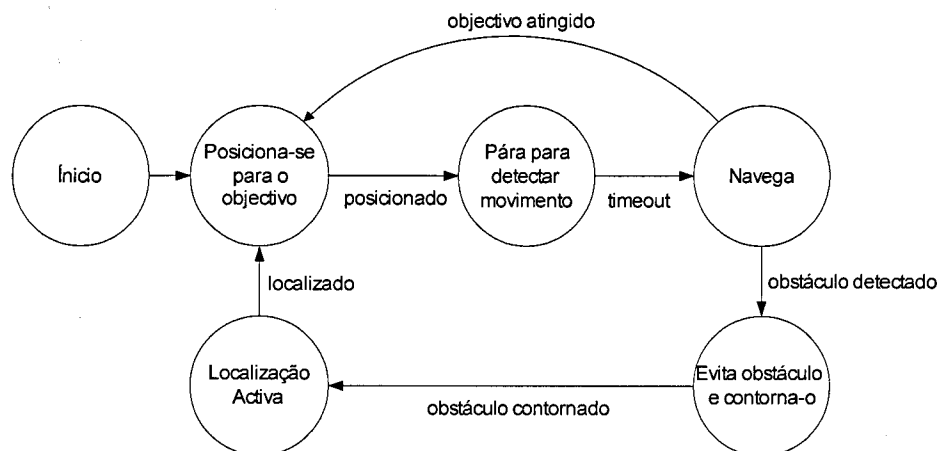 objectivo atingido
Ínicio
Posiciona-se
para o
objectivo
posicionado
Pára para
detectar
movimento
timeout
Navega
localizado
obstáculo detectado
Localização
Activa
obstáculo contornado
Evita obstáculo
e contorna-o